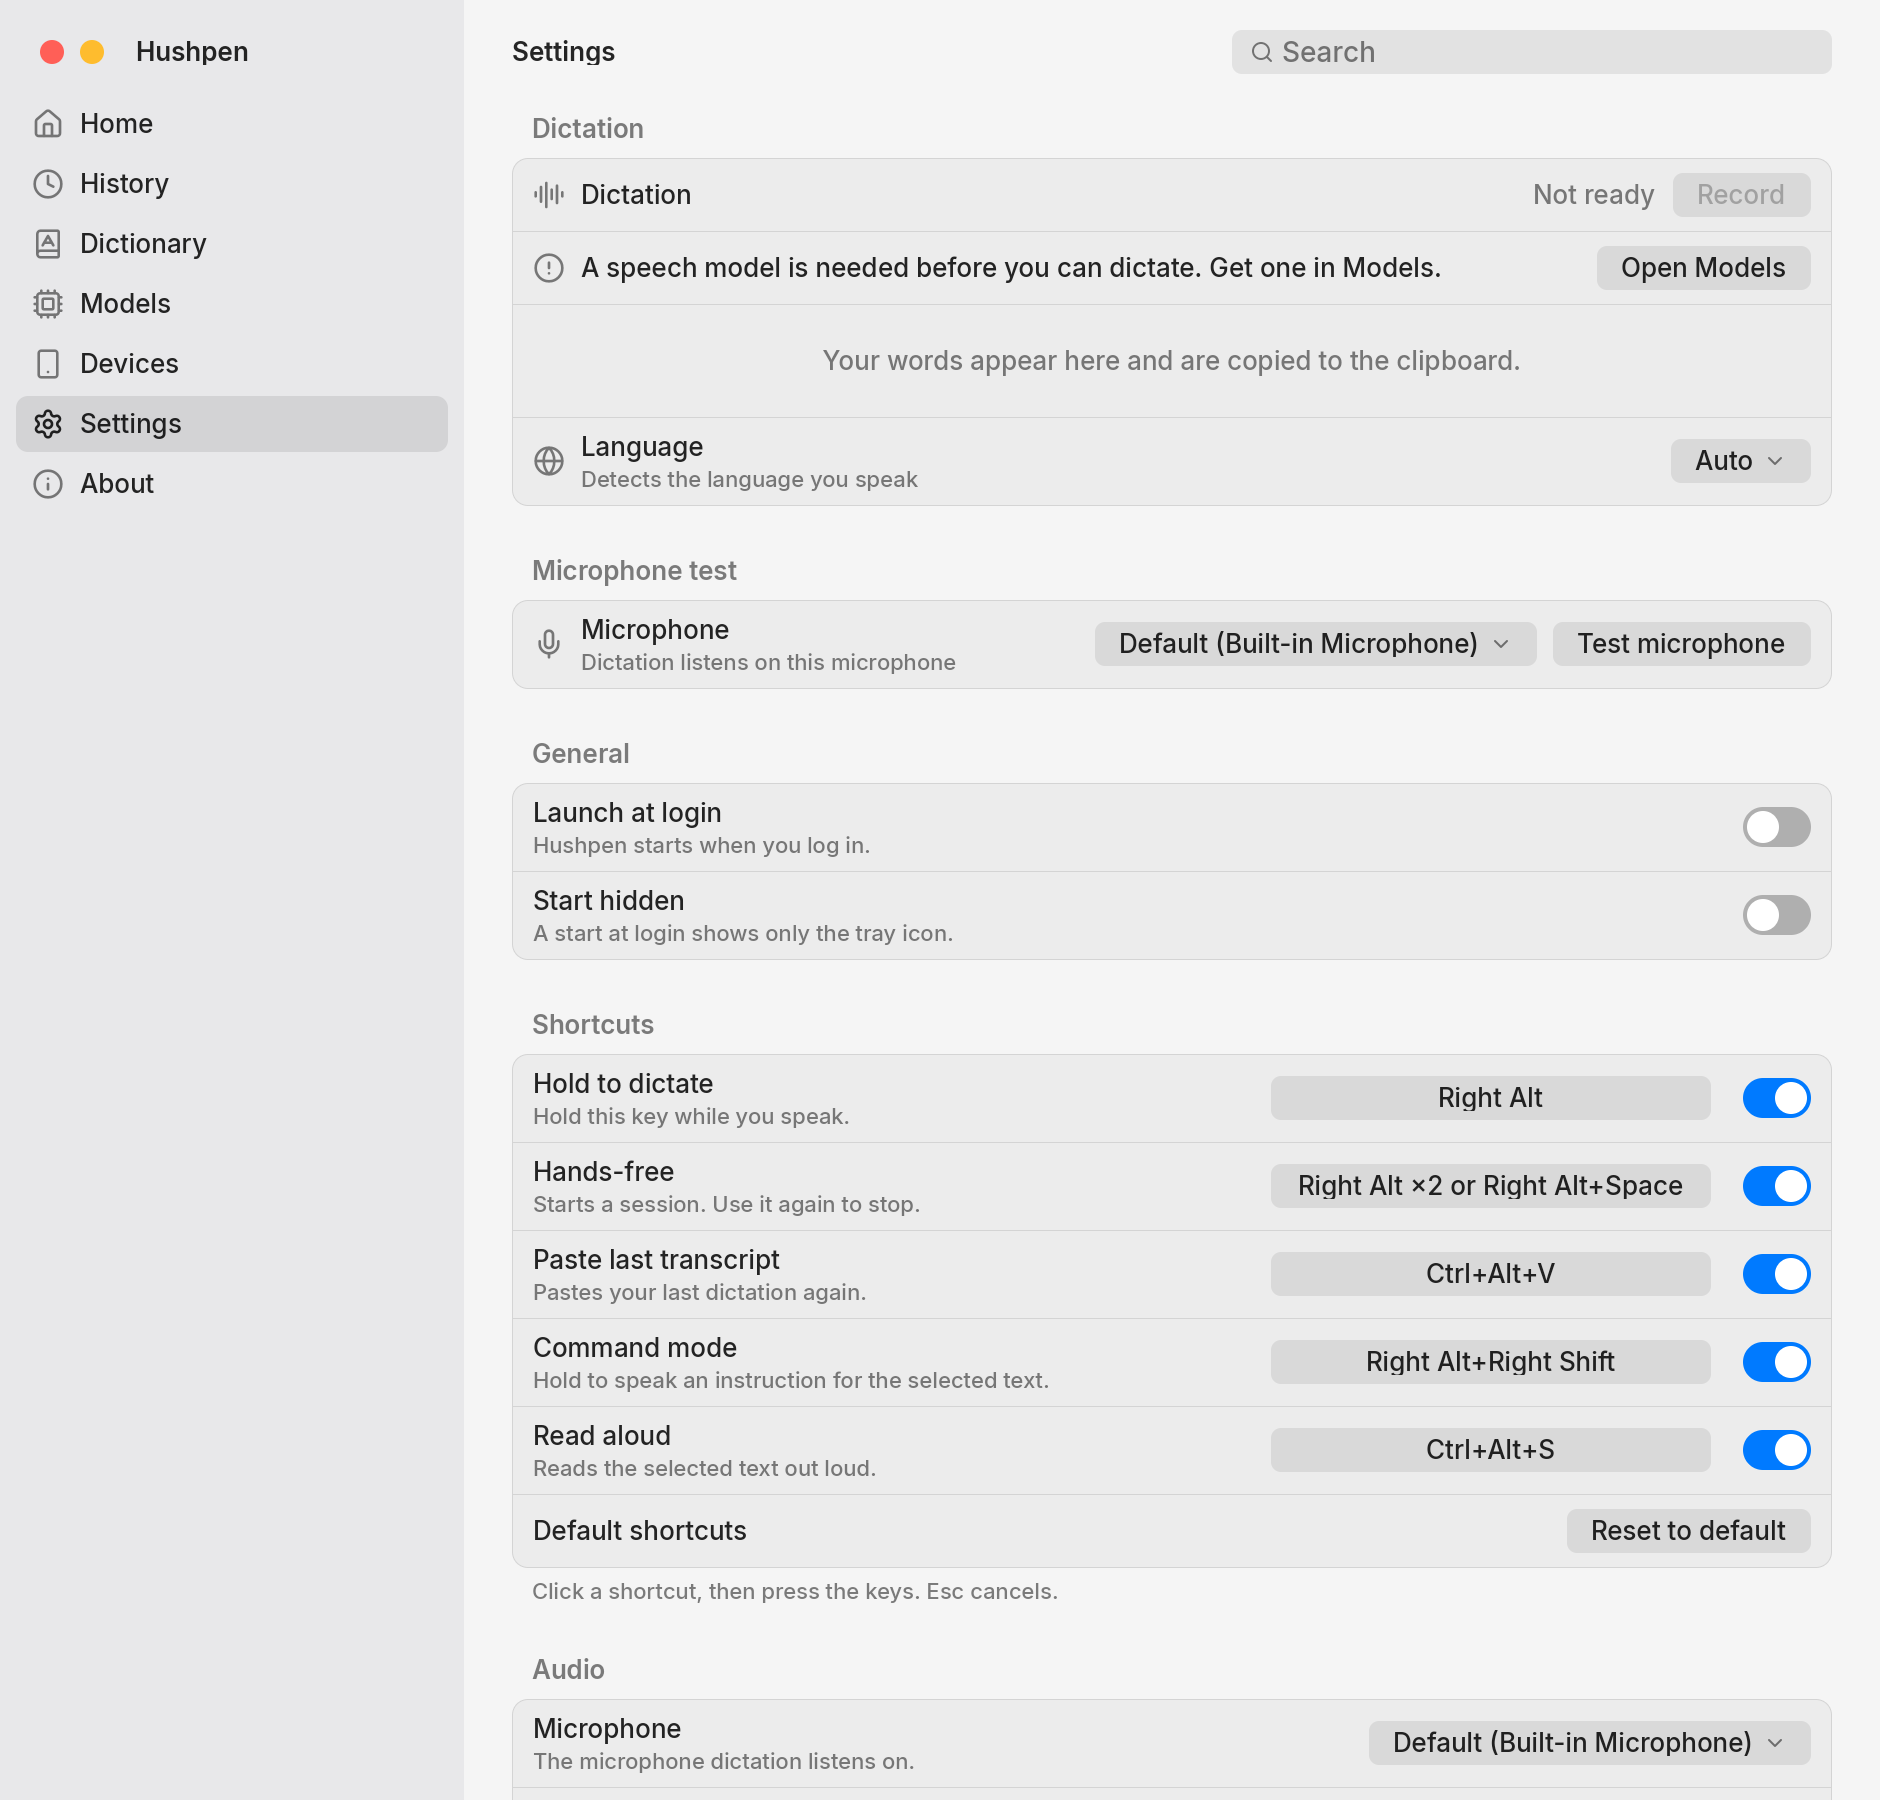 Hushpen
Home
History
Dictionary
Models
Devices
Settings
About
Settings
Search
Dictation
Dictation
Not ready
Record
A speech model is needed before you can dictate. Get one in Models.
Open Models
Your words appear here and are copied to the clipboard.
Language
Detects the language you speak
Auto
Microphone test
Microphone
Dictation listens on this microphone
Default (Built-in Microphone)
Test microphone
General
Launch at login
Hushpen starts when you log in.
Start hidden
A start at login shows only the tray icon.
Shortcuts
Hold to dictate
Hold this key while you speak.
Right Alt
Hands-free
Starts a session. Use it again to stop.
Right Alt ×2 or Right Alt+Space
Paste last transcript
Pastes your last dictation again.
Ctrl+Alt+V
Command mode
Hold to speak an instruction for the selected text.
Right Alt+Right Shift
Read aloud
Reads the selected text out loud.
Ctrl+Alt+S
Default shortcuts
Reset to default
Click a shortcut, then press the keys. Esc cancels.
Audio
Microphone
The microphone dictation listens on.
Default (Built-in Microphone)